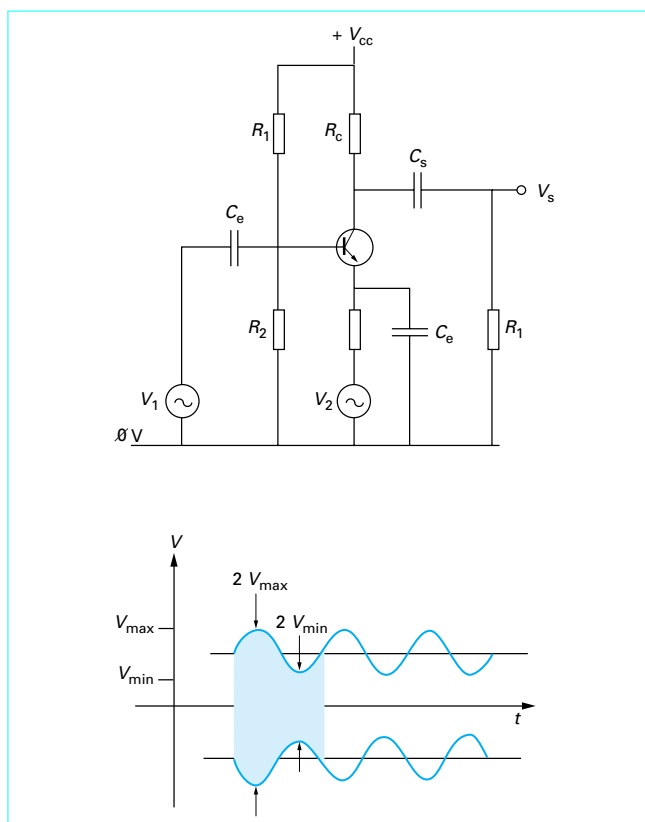 + Vcc
R1
Rc
Cs
Vs
Ce
R2
Ce
R1
V1
V2
0 V
V
2 Vmax
2 Vmin
Vmax
Vmin
t